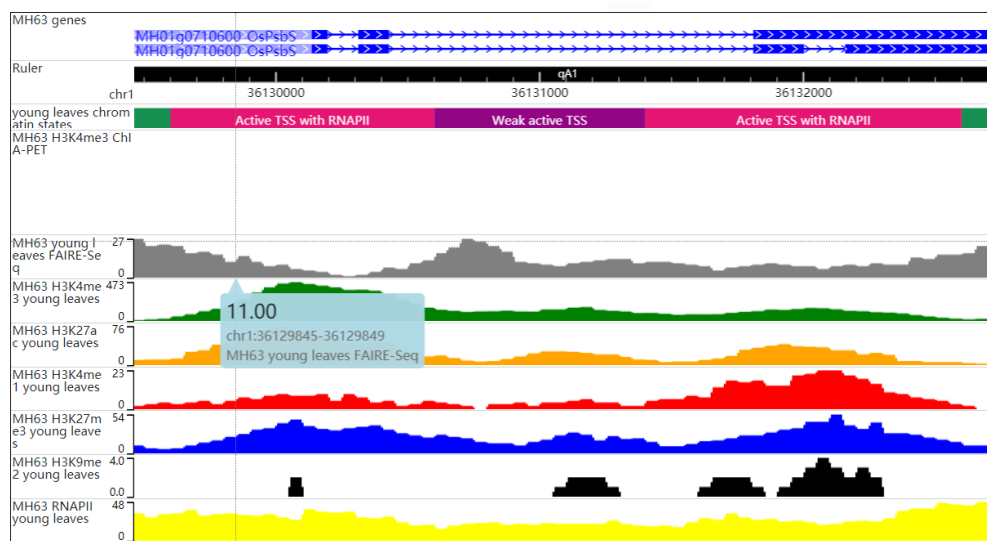 MH63 genes
MH01g0710600 OsPsbS
MH01g0710600 OsPsbS
Ruler
qA1
chr1
36130000
36131000
36132000
young leaves chrom
atin states
Active TSS with RNAPII
Weak active TSS
Active TSS with RNAPII
MH63 H3K4me3 ChI
A-PET
MH63 young l
eaves FAIRE-Se
q
27
0
MH63 H3K4me
3 young leaves
473
0
11.00
chr1:36129845-36129849
MH63 young leaves FAIRE-Seq
MH63 H3K27a
c young leaves
76
0
MH63 H3K4me
1 young leaves
23
0
MH63 H3K27m
e3 young leave
s
54
0
MH63 H3K9me
2 young leaves
4.0
0.0
MH63 RNAPII
young leaves
48
0